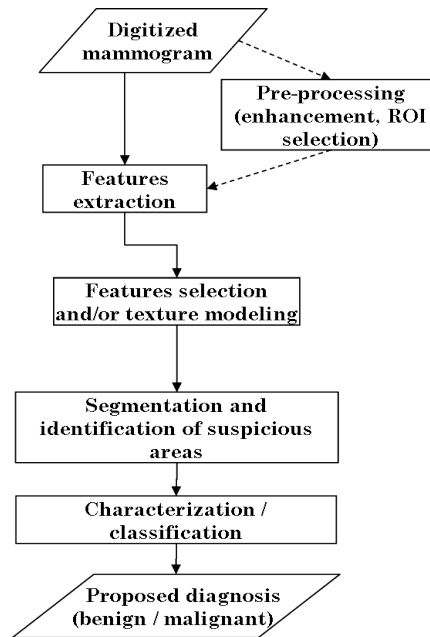 Digitized
mammogram
Pre-processing
(enhancement, ROI
selection)
Features
extraction
Features selection
and/or texture modeling
Segmentation and
identification of suspicious
areas
Characterization /
classification
Proposed diagnosis
(benign / malignant)